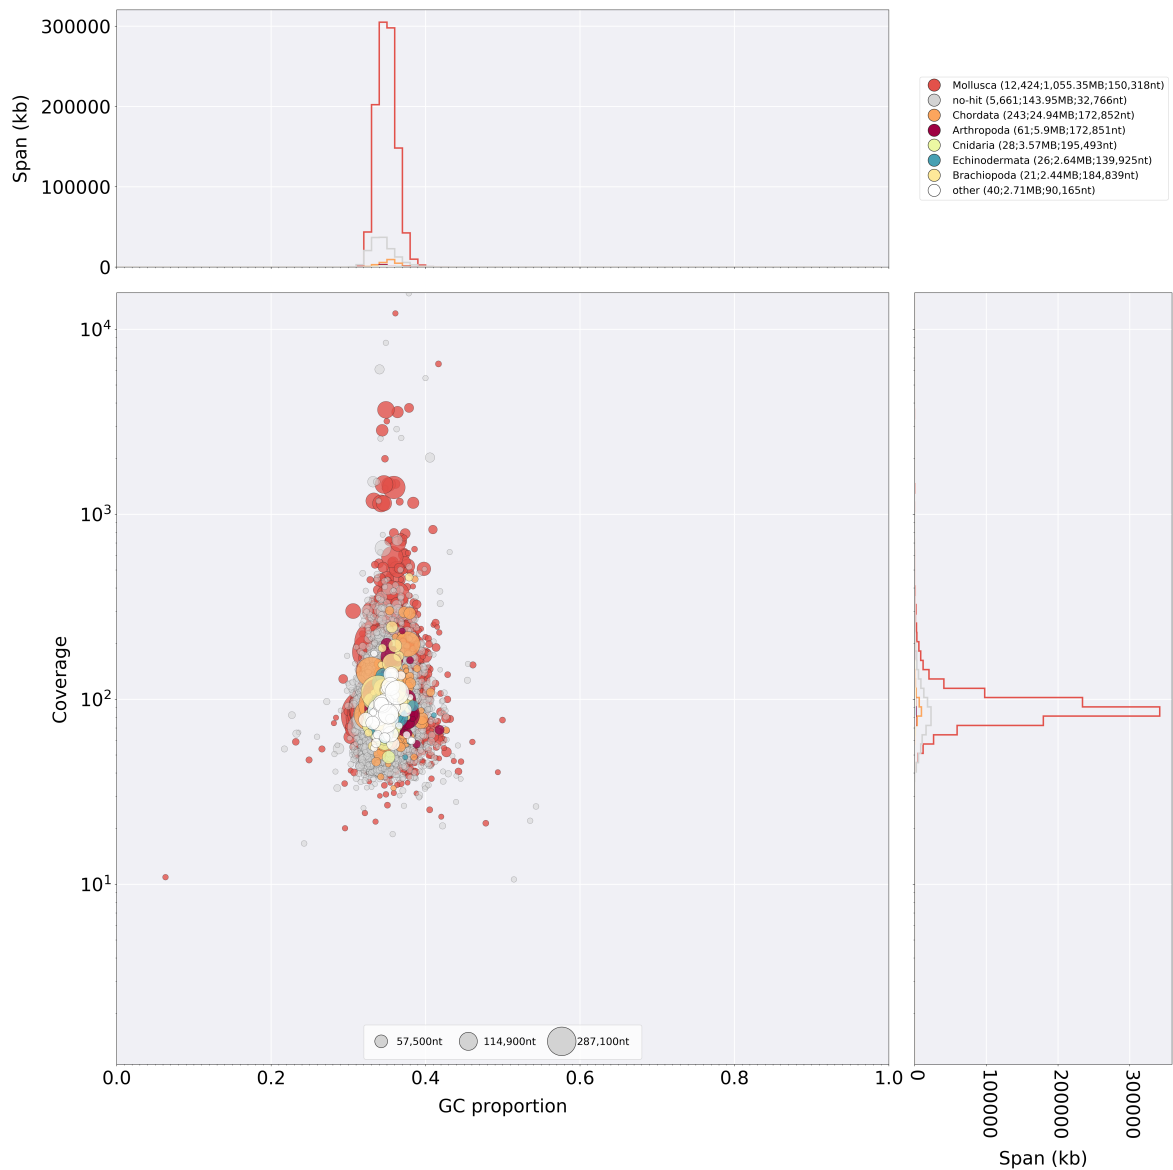 300000
200000
100000
0
Span (kb)
Mollusca (12,424;1,055.35MB;150,318nt)
no-hit (5,661;143.95MB;32,766nt)
Chordata (243;24.94MB;172,852nt)
Arthropoda (61;5.9MB;172,851nt)
Cnidaria (28;3.57MB;195,493nt)
Echinodermata (26;2.64MB;139,925nt)
Brachiopoda (21;2.44MB;184,839nt)
other (40;2.71MB;90,165nt)
10⁴
10³
10²
10¹
Coverage
57,500nt 114,900nt 287,100nt
0.0 0.2 0.4 0.6 0.8 1.0
GC proportion
0 100000 200000 300000
Span (kb)